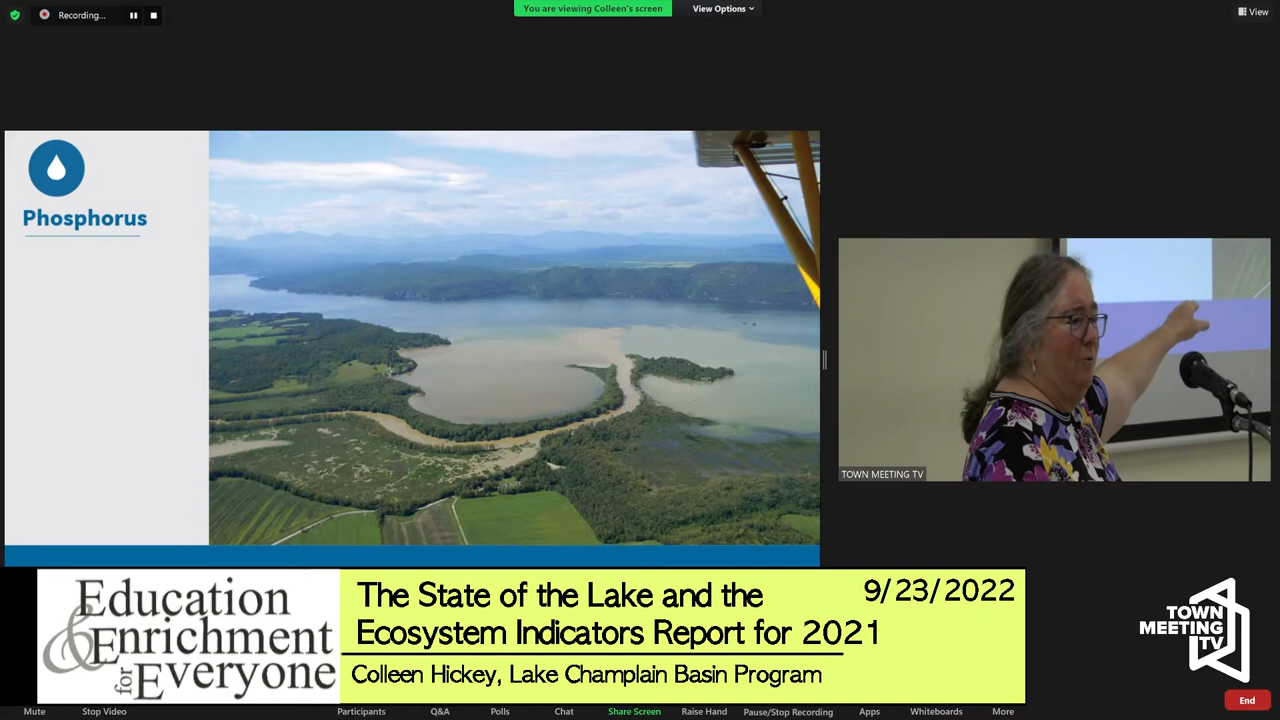 Recording...
You are viewing Colleen's screen
View Options
View
Phosphorus
TOWN MEETING TV
Education
& Enrichment
for Everyone
The State of the Lake and the
Ecosystem Indicators Report for 2021
9/23/2022
Colleen Hickey, Lake Champlain Basin Program
TOWN
MEETING
TV
End
Mute
Stop Video
Participants
Q&A
Polls
Chat
Share Screen
Raise Hand
Pause/Stop Recording
Apps
Whiteboards
More